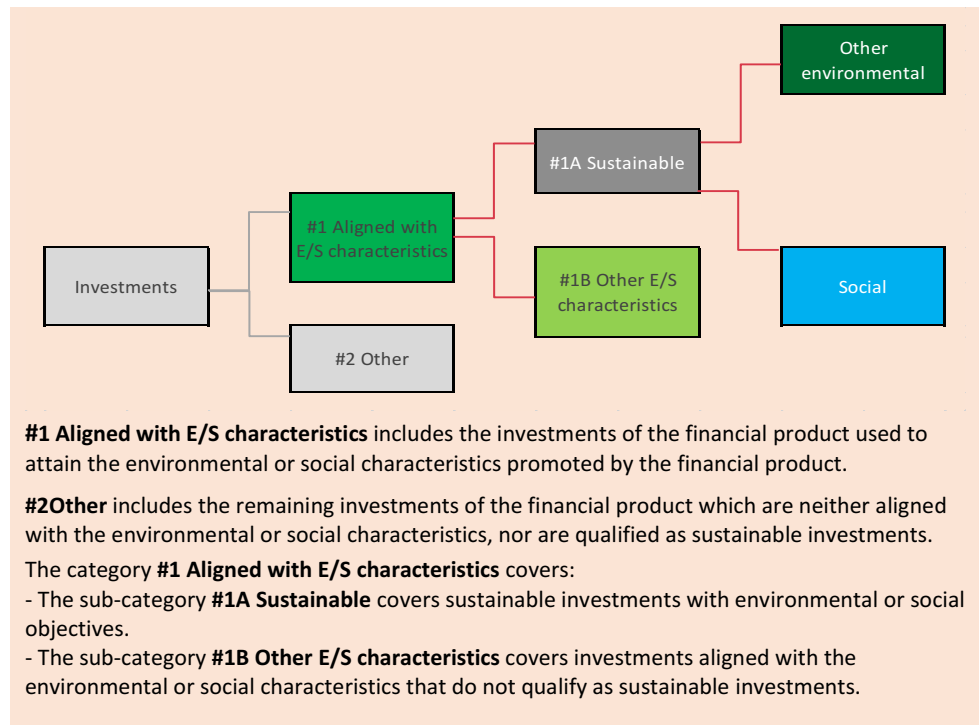 Other
environmental
#1A Sustainable
#1 Aligned with
E/S characteristics
Investments
#1B Other E/S
characteristics
Social
#2 Other
#1 Aligned with E/S characteristics includes the investments of the financial product used to
attain the environmental or social characteristics promoted by the financial product.
#2Other includes the remaining investments of the financial product which are neither aligned
with the environmental or social characteristics, nor are qualified as sustainable investments.
The category #1 Aligned with E/S characteristics covers:
- The sub-category #1A Sustainable covers sustainable investments with environmental or social
objectives.
- The sub-category #1B Other E/S characteristics covers investments aligned with the
environmental or social characteristics that do not qualify as sustainable investments.